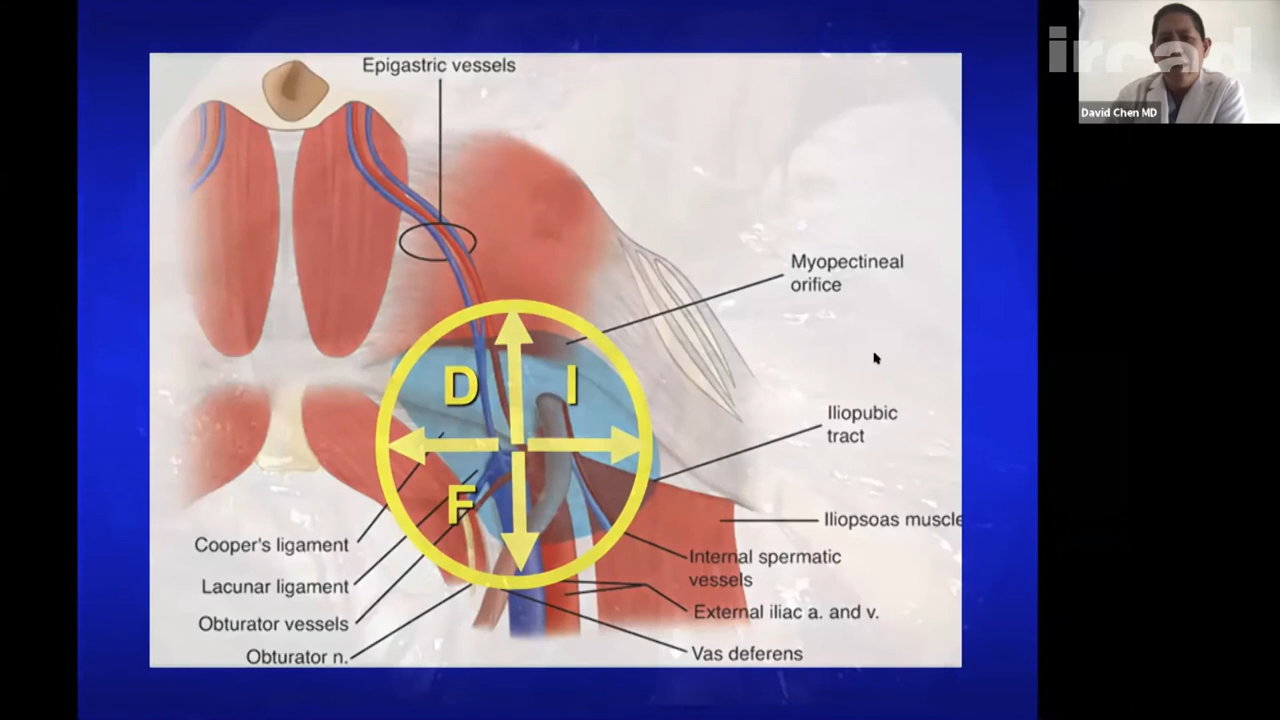 Epigastric vessels
ircad
David Chen MD
Myopectineal
orifice
D
I
F
Iliopubic
tract
Iliopsoas muscle
Cooper's ligament
Lacunar ligament
Obturator vessels
Obturator n.
Internal spermatic
vessels
External iliac a. and v.
Vas deferens